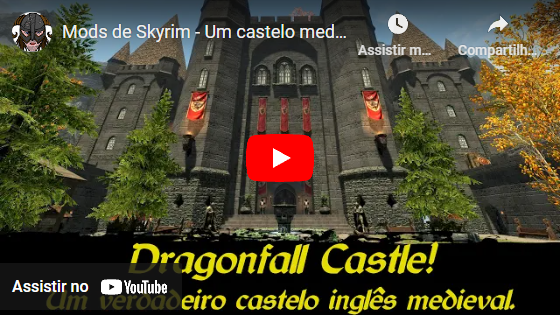 Mods de Skyrim - Um castelo med...
Assistir m...
Compartilh...
Dragonfall Castle!
Um verdadeiro castelo inglês medieval.
Assistir no YouTube